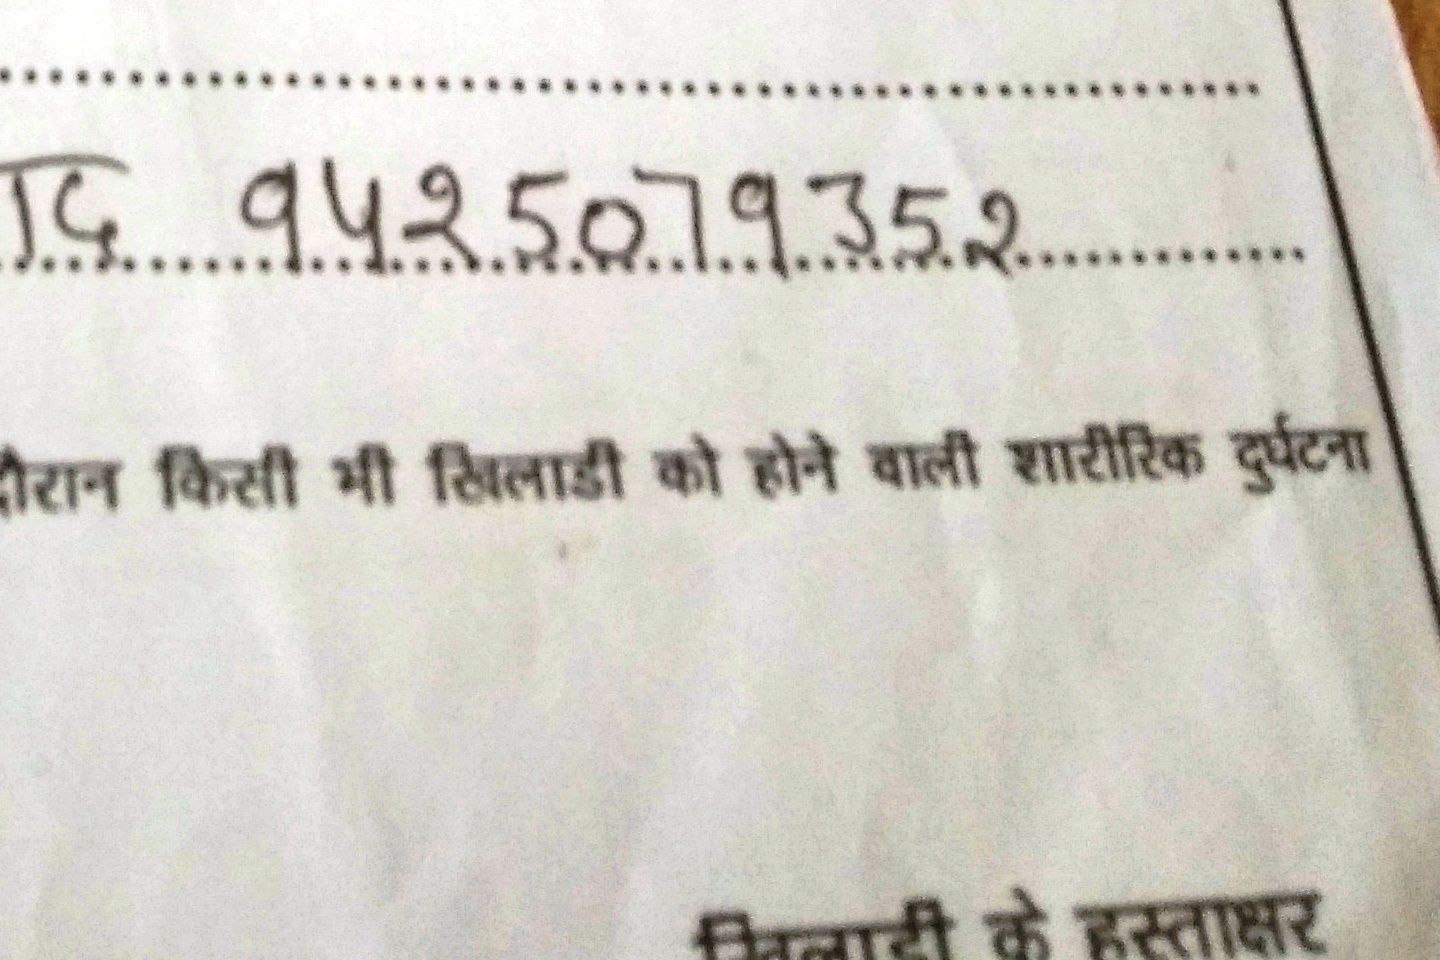 9425079352
दौरान किसी भी खिलाडी को होने वाली शारीरिक दुर्घटना
खिलाडी के हस्ताक्षर